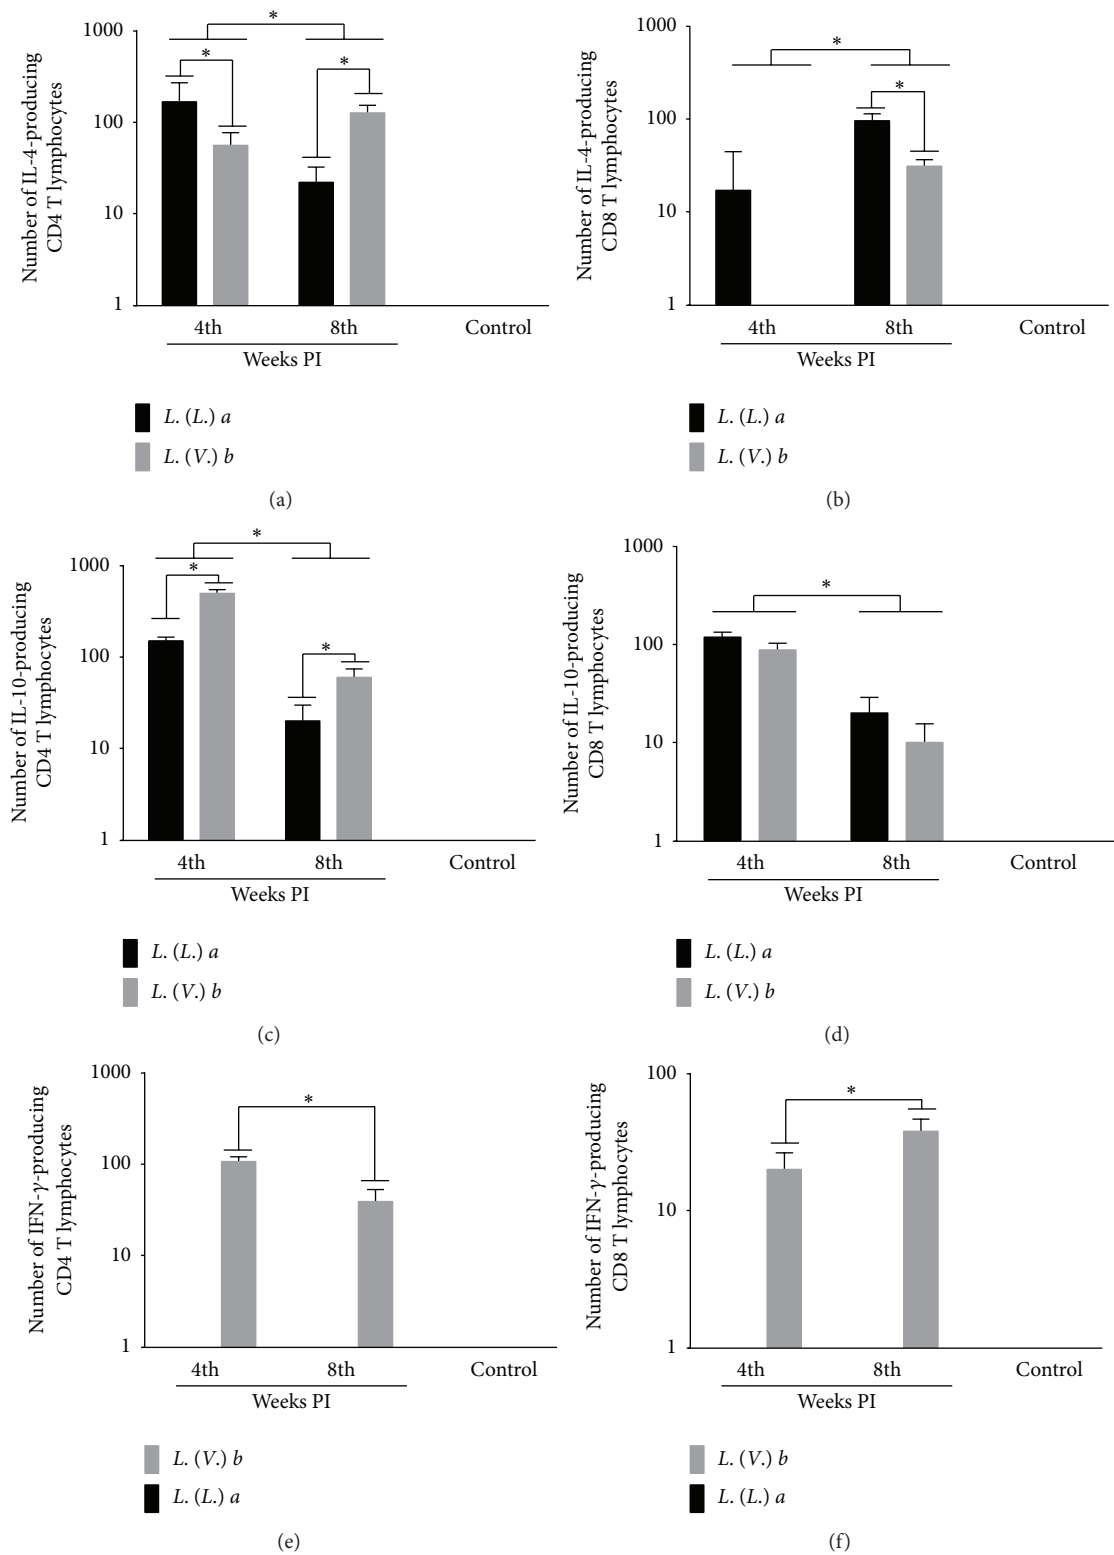 Number of IL-4-producing
CD4 T lymphocytes
1000
100
10
1
*
*
*
4th
8th
Control
Weeks PI
L. (L.) a
L. (V.) b
(a)
Number of IL-4-producing
CD8 T lymphocytes
1000
100
10
1
*
*
4th
8th
Control
Weeks PI
L. (L.) a
L. (V.) b
(b)
Number of IL-10-producing
CD4 T lymphocytes
1000
100
10
1
*
*
*
4th
8th
Control
Weeks PI
L. (L.) a
L. (V.) b
(c)
Number of IL-10-producing
CD8 T lymphocytes
1000
100
10
1
*
4th
8th
Control
Weeks PI
L. (L.) a
L. (V.) b
(d)
Number of IFN-γ-producing
CD4 T lymphocytes
1000
100
10
1
*
4th
8th
Control
Weeks PI
L. (V.) b
L. (L.) a
(e)
Number of IFN-γ-producing
CD8 T lymphocytes
100
10
1
*
4th
8th
Control
Weeks PI
L. (V.) b
L. (L.) a
(f)